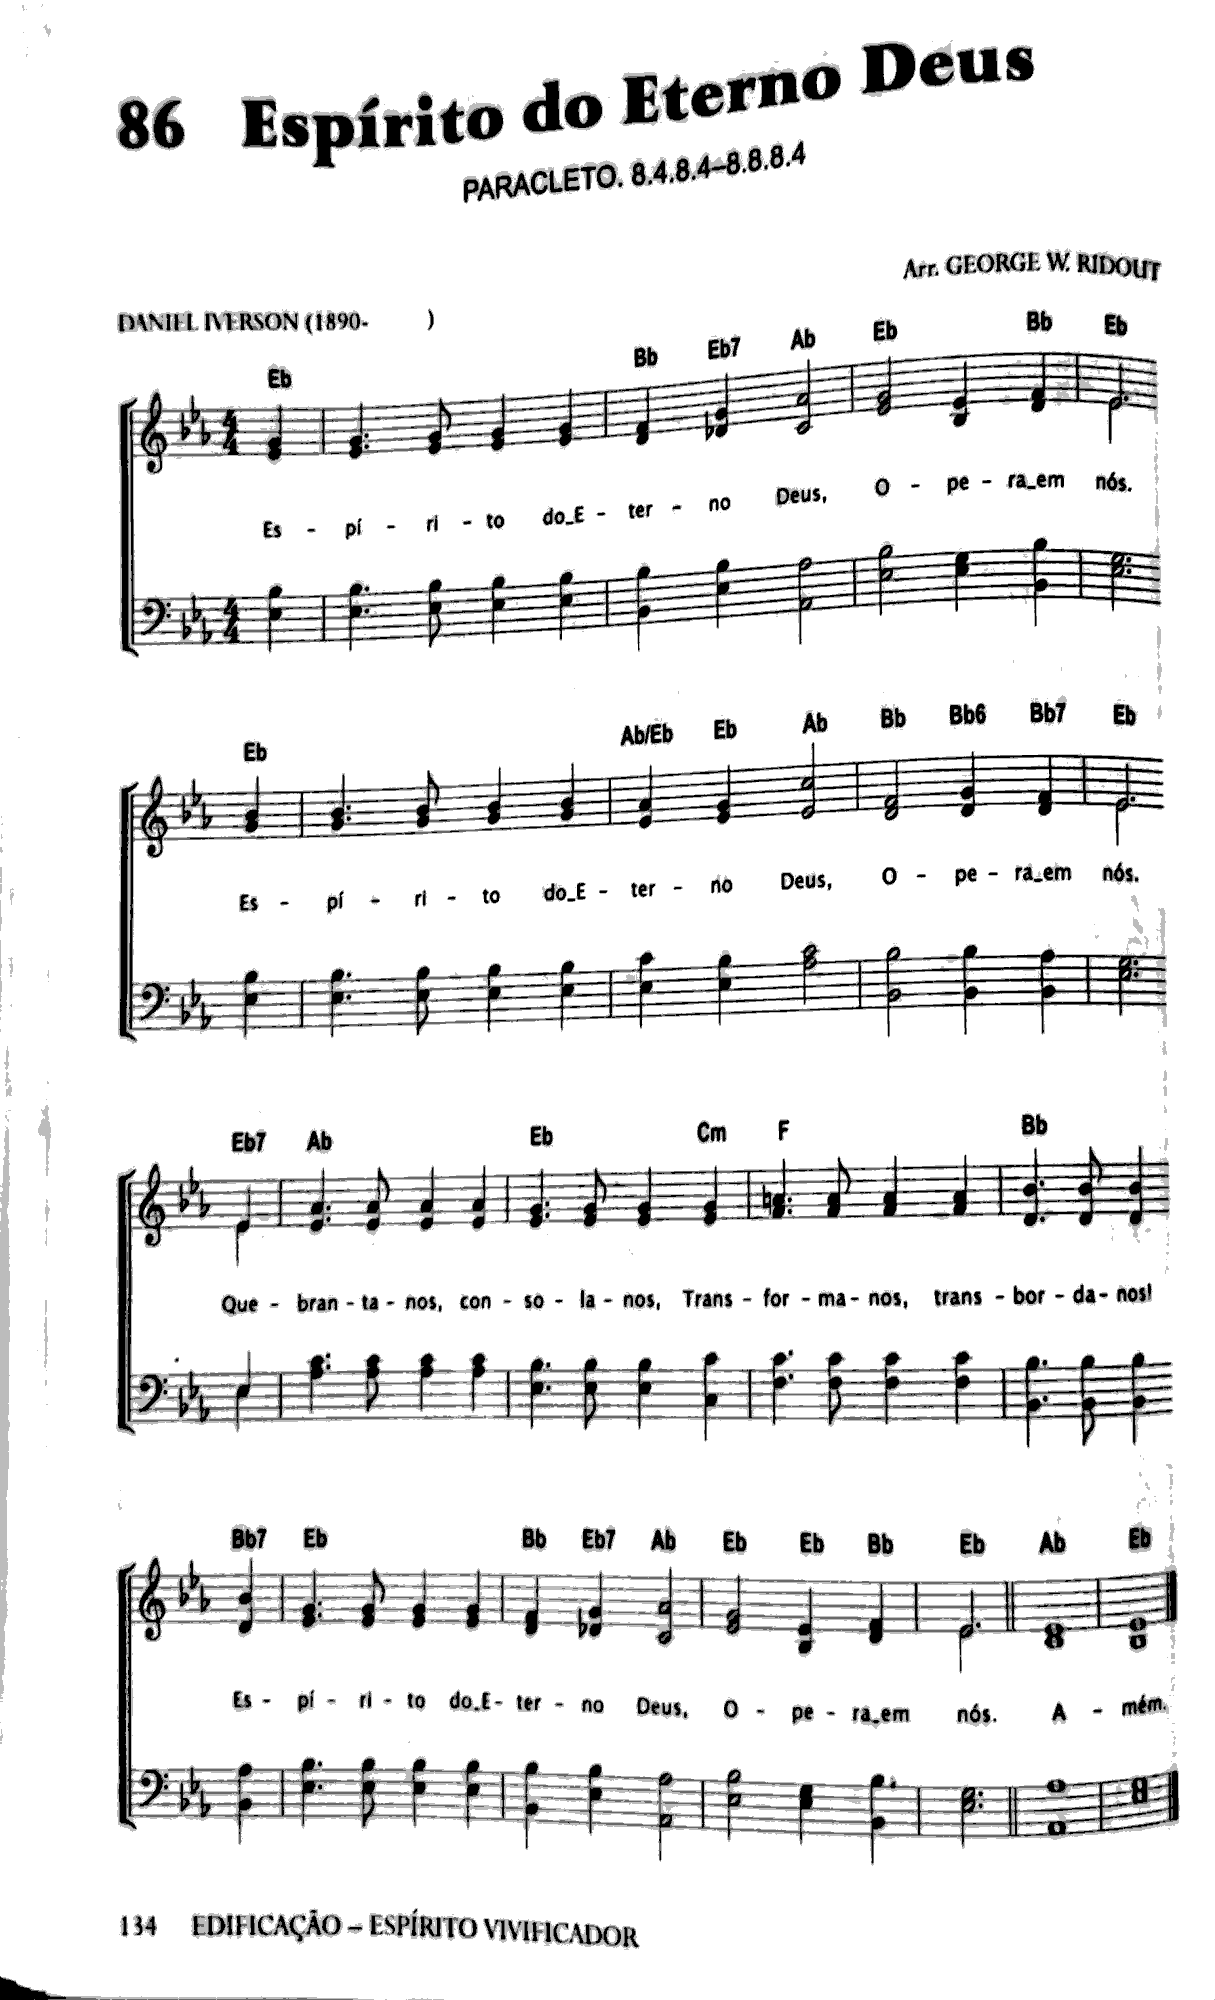 86 Espírito do Eterno Deus
PARACLETO. 8.4.8.4–8.8.8.4
Arr. GEORGE W. RIDOUT
DANIEL IVERSON (1890- )
Eb Bb Eb7 Ab Eb Bb Eb
4 4
Es - pí - ri - to do_E - ter - no Deus, O - pe - ra_em nós.
4 4
Eb Ab/Eb Eb Ab Bb Bb6 Bb7 Eb
Es - pí - ri - to do_E - ter - no Deus, O - pe - ra_em nós.
Eb7 Ab Eb Cm F Bb
Que - bran - ta - nos, con - so - la - nos, Trans - for - ma - nos, trans - bor - da - nos!
Bb7 Eb Bb Eb7 Ab Eb Eb Bb Eb Ab Eb
Es - pí - ri - to do_E - ter - no Deus, O - pe - ra_em nós. A - mém.
134 EDIFICAÇÃO – ESPÍRITO VIVIFICADOR